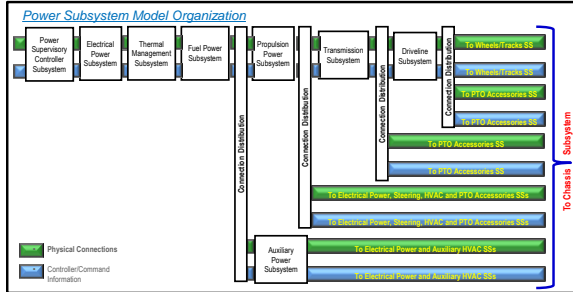 Power Subsystem Model Organization
Power
Supervisory
Controller
Subsystem
Electrical
Power
Subsystem
Thermal
Management
Subsystem
Fuel Power
Subsystem
Connection Distribution
Propulsion
Power
Subsystem
Connection Distribution
Transmission
Subsystem
Connection Distribution
Driveline
Subsystem
Connection Distribution
To Wheels/Tracks SS
To Wheels/Tracks SS
To PTO Accessories SS
To PTO Accessories SS
To PTO Accessories SS
To PTO Accessories SS
To Electrical Power, Steering, HVAC and PTO Accessories SSs
To Electrical Power, Steering, HVAC and PTO Accessories SSs
Auxiliary
Power
Subsystem
To Electrical Power and Auxiliary HVAC SSs
To Electrical Power and Auxiliary HVAC SSs
To Chassis Subsystem
Physical Connections
Controller/Command
Information